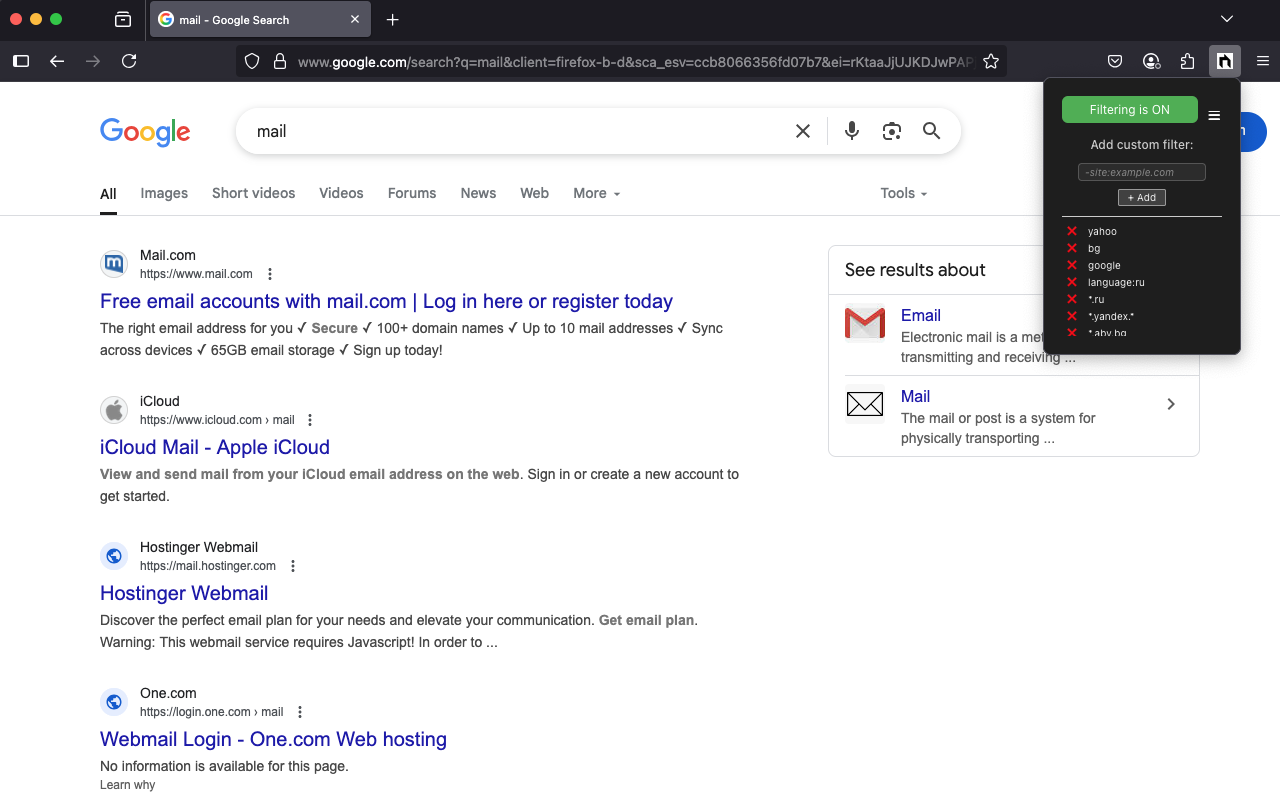 mail - Google Search
www.google.com/search?q=mail&client=firefox-b-d&sca_esv=ccb8066356fd07b7&ei=rKtaaJjUJKDJwPAP
Google
mail
All Images Short videos Videos Forums News Web More Tools
Filtering is ON
Add custom filter:
-site:example.com
+ Add
yahoo
bg
google
language:ru
*.ru
*.yandex.*
*.abv.bg
Mail.com
https://www.mail.com
Free email accounts with mail.com | Log in here or register today
The right email address for you ✓ Secure ✓ 100+ domain names ✓ Up to 10 mail addresses ✓ Sync
across devices ✓ 65GB email storage ✓ Sign up today!
iCloud
https://www.icloud.com › mail
iCloud Mail - Apple iCloud
View and send mail from your iCloud email address on the web. Sign in or create a new account to
get started.
Hostinger Webmail
https://mail.hostinger.com
Hostinger Webmail
Discover the perfect email plan for your needs and elevate your communication. Get email plan.
Warning: This webmail service requires Javascript! In order to ...
One.com
https://login.one.com › mail
Webmail Login - One.com Web hosting
No information is available for this page.
Learn why
See results about
Email
Electronic mail is a
transmitting and receiving ...
Mail
The mail or post is a system for
physically transporting ...